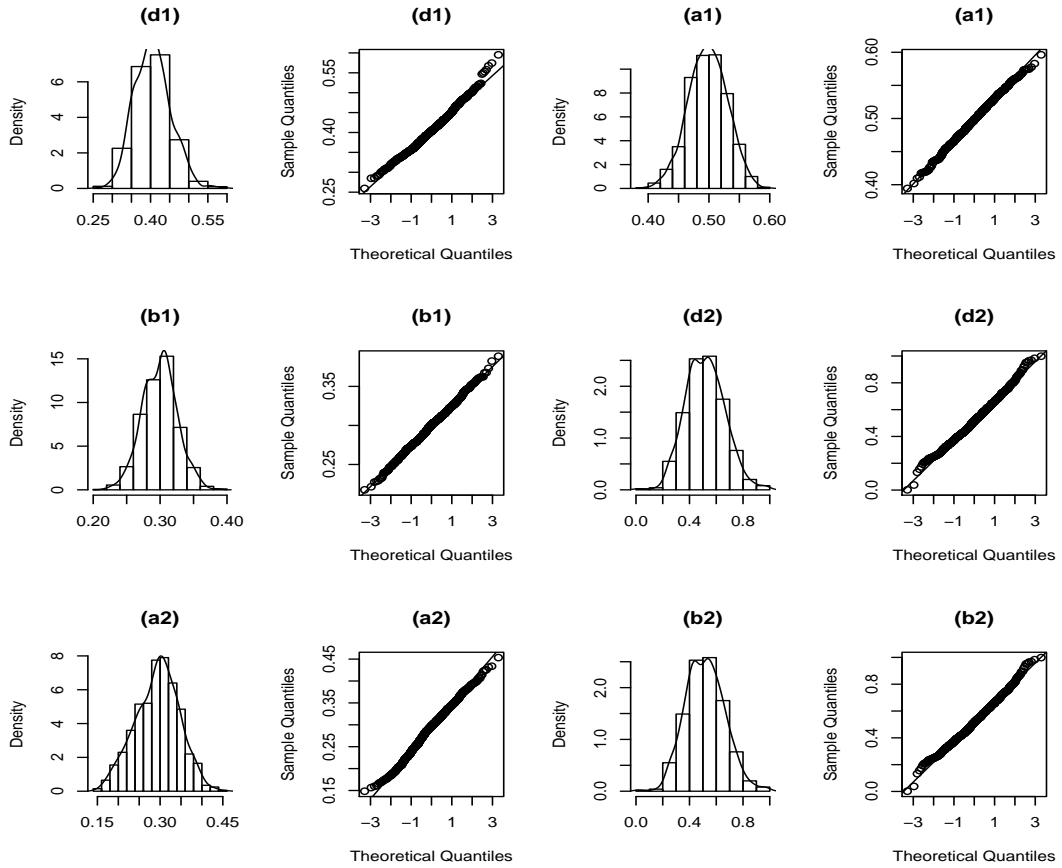 (d1)
(d1)
(a1)
(a1)
Density
0 2 4 6
0.25 0.40 0.55
Sample Quantiles
0.25 0.40 0.55
−3 −1 1 3
Theoretical Quantiles
Density
0 2 4 6 8
0.40 0.50 0.60
Sample Quantiles
0.40 0.50 0.60
−3 −1 1 3
Theoretical Quantiles
(b1)
(b1)
(d2)
(d2)
Density
0 5 10 15
0.20 0.30 0.40
Sample Quantiles
0.25 0.35
−3 −1 1 3
Theoretical Quantiles
Density
0.0 1.0 2.0
0.0 0.4 0.8
Sample Quantiles
0.0 0.4 0.8
−3 −1 1 3
Theoretical Quantiles
(a2)
(a2)
(b2)
(b2)
Density
0 2 4 6 8
0.15 0.30 0.45
Sample Quantiles
0.15 0.25 0.35 0.45
−3 −1 1 3
Theoretical Quantiles
Density
0.0 1.0 2.0
0.0 0.4 0.8
Sample Quantiles
0.0 0.4 0.8
−3 −1 1 3
Theoretical Quantiles